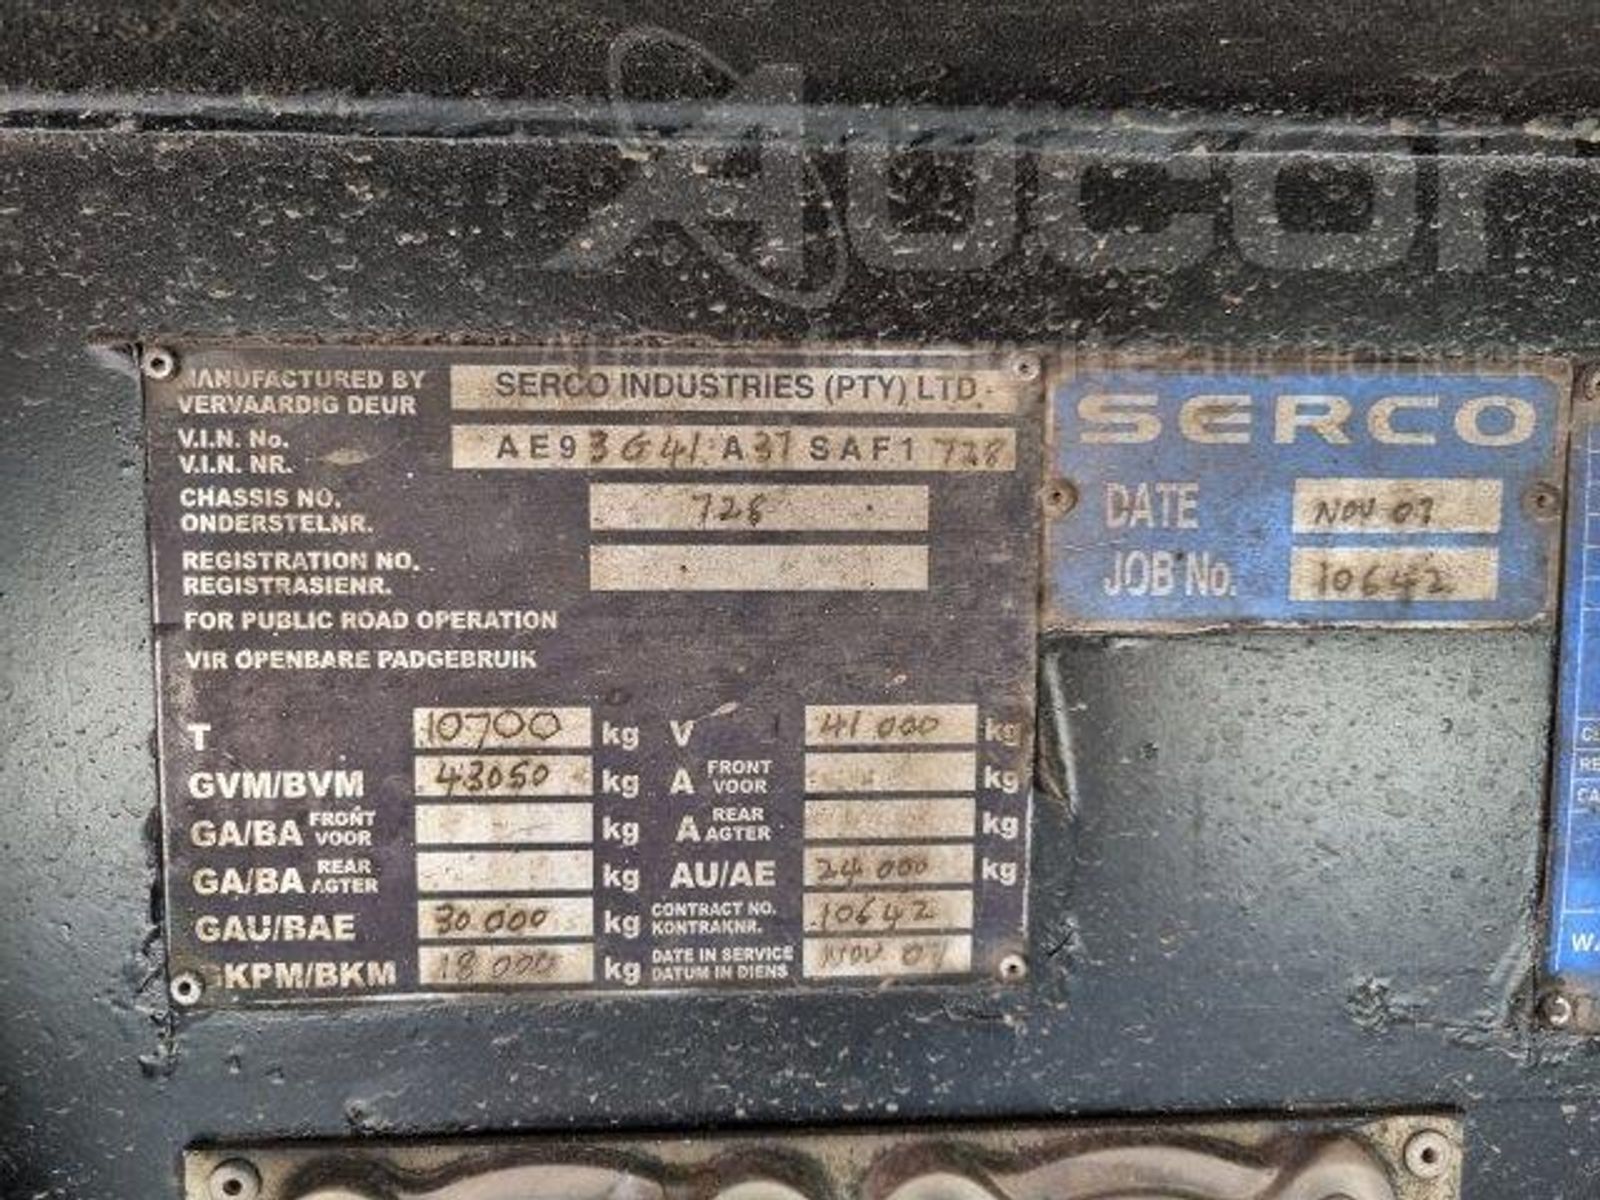 Aucor
MANUFACTURED BY SERCO INDUSTRIES (PTY) LTD.
VERVAARDIG DEUR
V.I.N. No. AE93G41A37SAF1728
V.I.N. NR.
CHASSIS NO. 728
ONDERSTELNR.
REGISTRATION NO.
REGISTRASIENR.
FOR PUBLIC ROAD OPERATION
VIR OPENBARE PADGEBRUIK
T 10700 kg V 41 000 kg
GVM/BVM 43050 kg A FRONT VOOR kg
GA/BA FRONT VOOR kg A REAR AGTER kg
GA/BA REAR AGTER kg AU/AE 24 000 kg
GAU/BAE 30 000 kg CONTRACT NO. KONTRAKNR. 10642
GKPM/BKM 18 000 kg DATE IN SERVICE DATUM IN DIENS NOV 07
SERCO
DATE NOV 07
JOB No. 10642